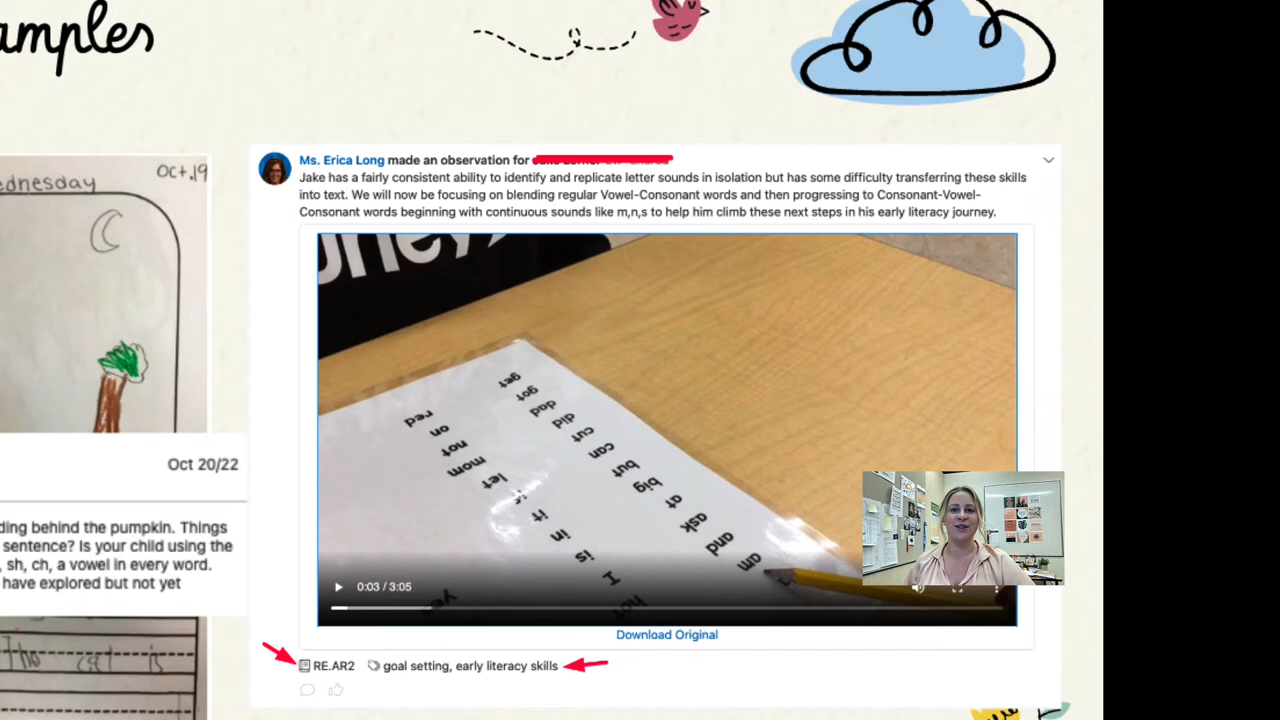 amples
ednesday
Oct.19
Oct 20/22
ding behind the pumpkin. Things
sentence? Is your child using the
, sh, ch, a vowel in every word.
have explored but not yet
The cat is
Ms. Erica Long made an observation for
Jake has a fairly consistent ability to identify and replicate letter sounds in isolation but has some difficulty transferring these skills
into text. We will now be focusing on blending regular Vowel-Consonant words and then progressing to Consonant-Vowel-
Consonant words beginning with continuous sounds like m,n,s to help him climb these next steps in his early literacy journey.
oney
get
got
dad
did
cut
can
but
big
at
ask
and
am
red
on
not
mom
let
it
in
is
I
hot
yes
0:03 / 3:05
Download Original
RE.AR2
goal setting, early literacy skills